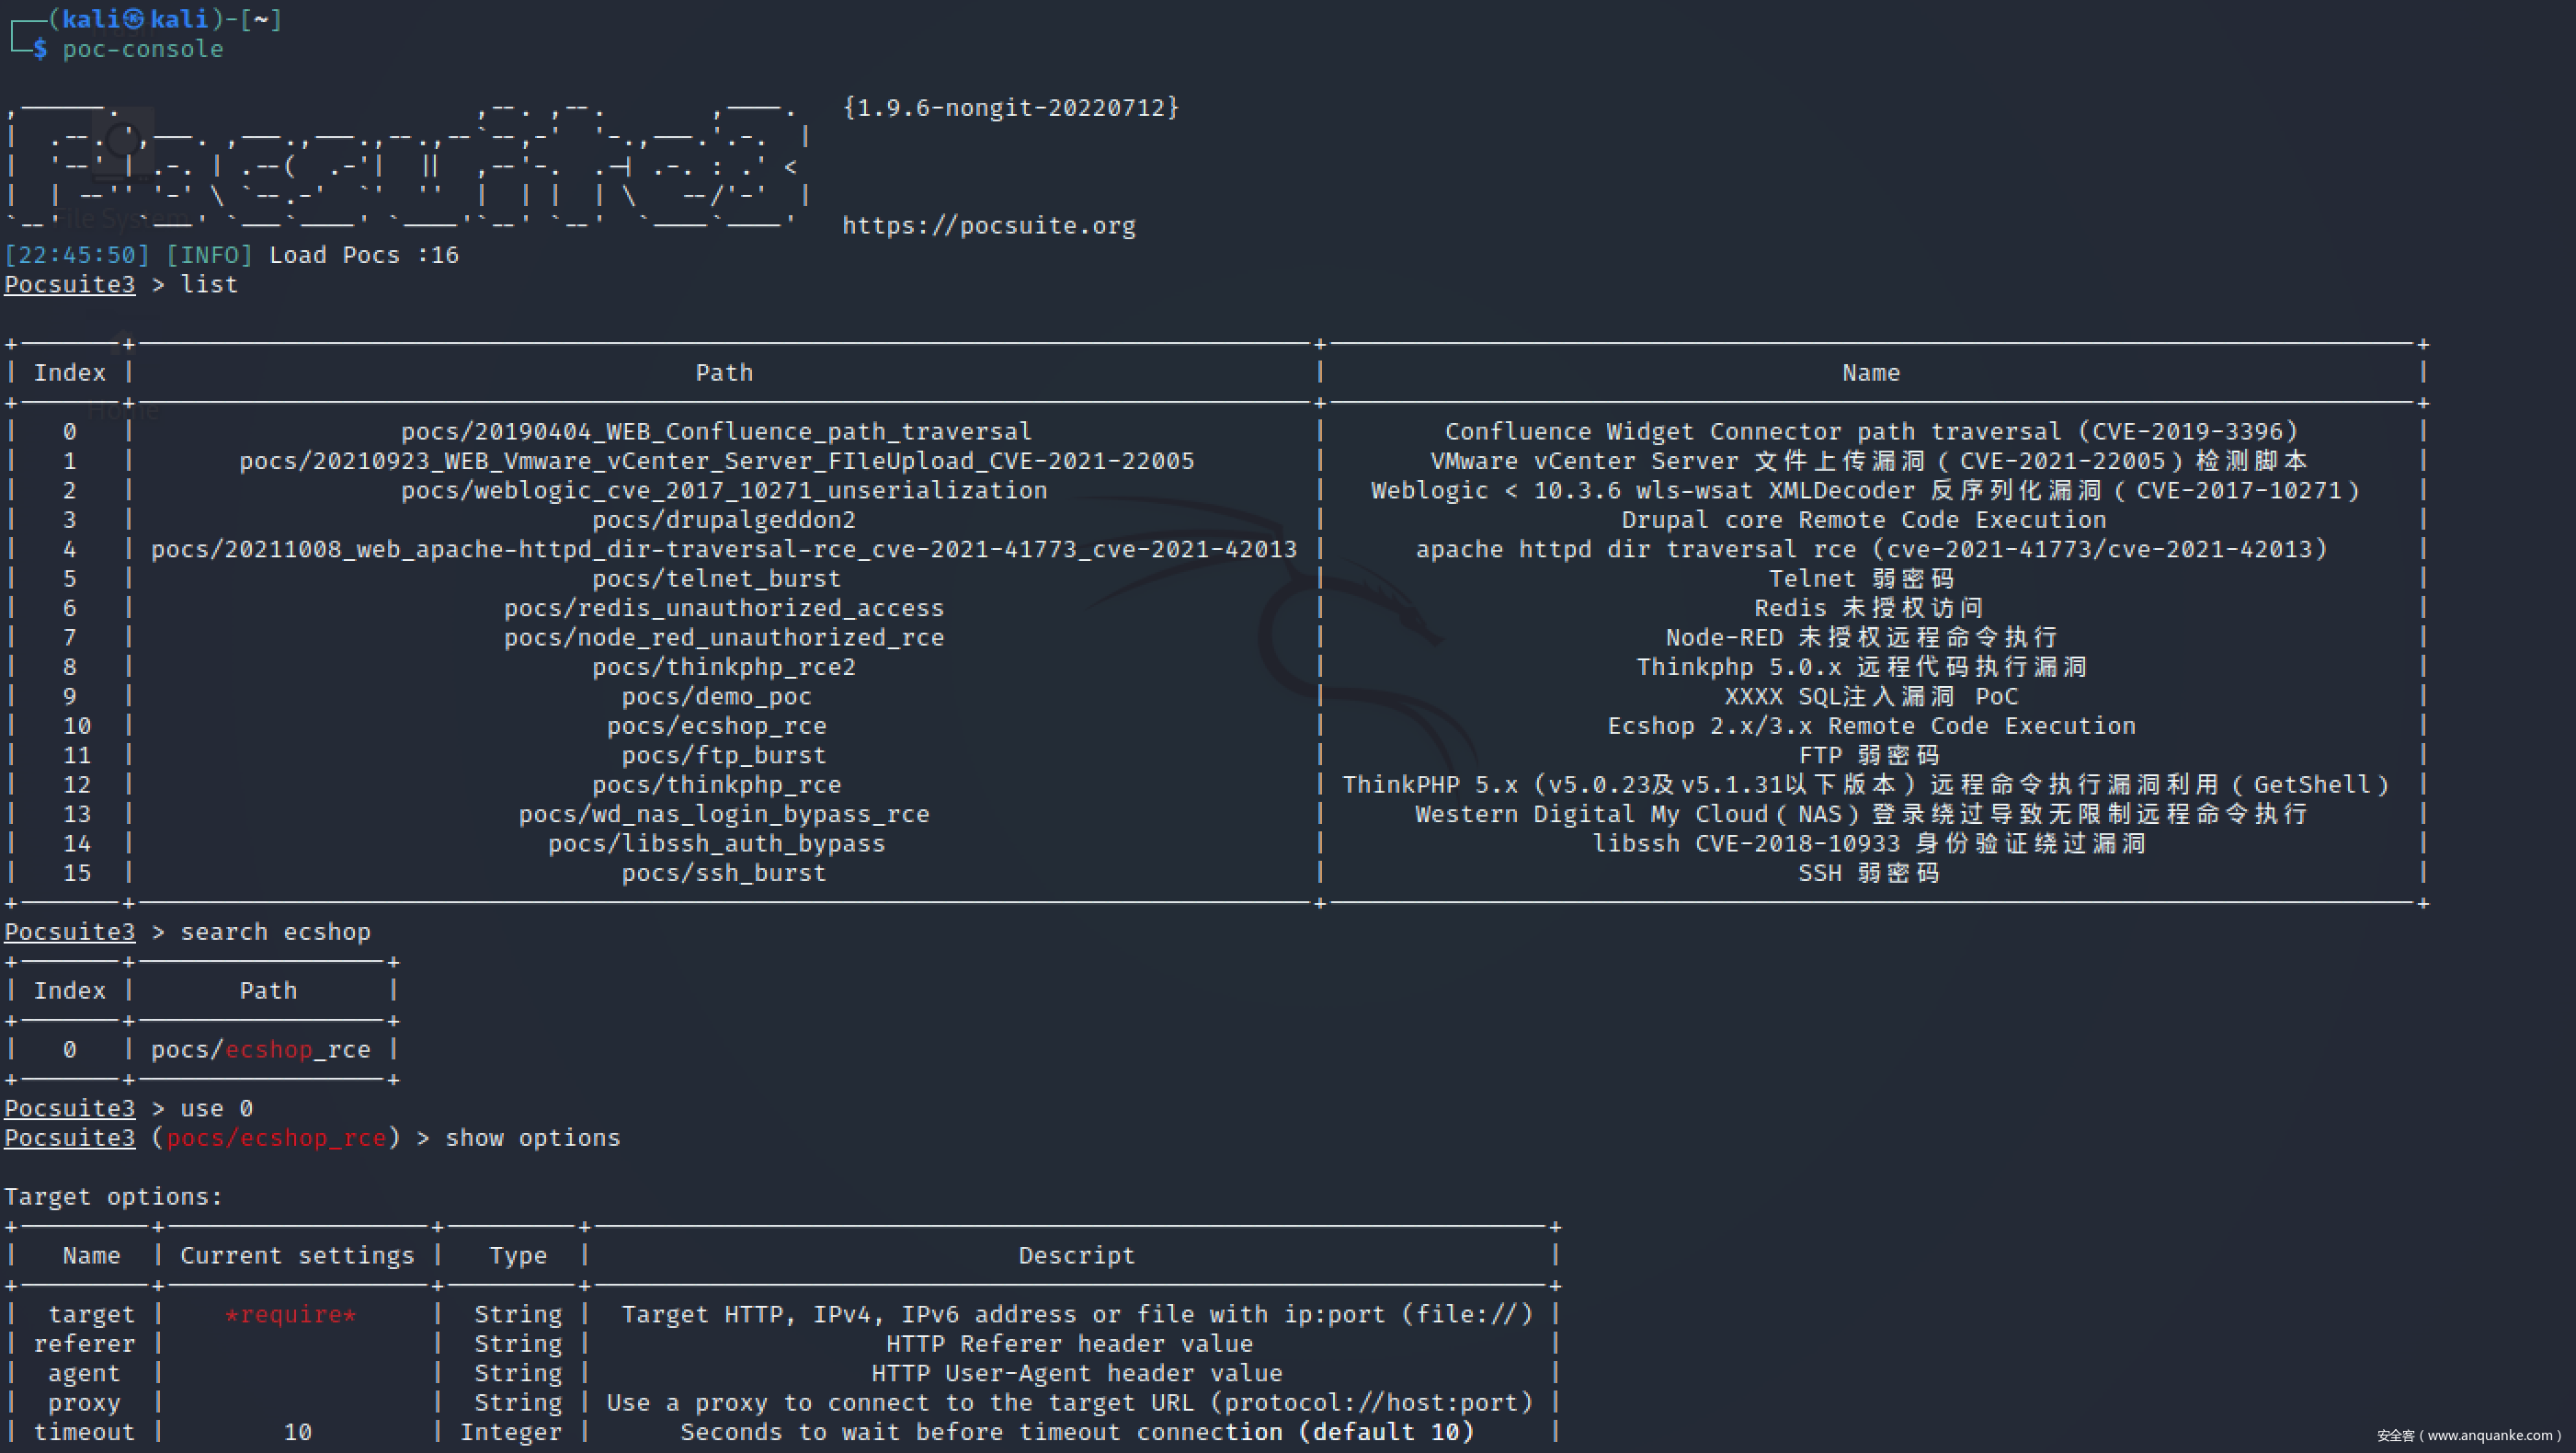 (kali㉿kali)-[~]
$ poc-console
{1.9.6-nongit-20220712}
https://pocsuite.org
[22:45:50] [INFO] Load Pocs :16
Pocsuite3 > list
| Index | Path | Name |
| 0 | pocs/20190404_WEB_Confluence_path_traversal | Confluence Widget Connector path traversal (CVE-2019-3396) |
| 1 | pocs/20210923_WEB_Vmware_vCenter_Server_FIleUpload_CVE-2021-22005 | VMware vCenter Server 文件上传漏洞（CVE-2021-22005）检测脚本 |
| 2 | pocs/weblogic_cve_2017_10271_unserialization | Weblogic < 10.3.6 wls-wsat XMLDecoder 反序列化漏洞（CVE-2017-10271） |
| 3 | pocs/drupalgeddon2 | Drupal core Remote Code Execution |
| 4 | pocs/20211008_web_apache-httpd_dir-traversal-rce_cve-2021-41773_cve-2021-42013 | apache httpd dir traversal rce (cve-2021-41773/cve-2021-42013) |
| 5 | pocs/telnet_burst | Telnet 弱密码 |
| 6 | pocs/redis_unauthorized_access | Redis 未授权访问 |
| 7 | pocs/node_red_unauthorized_rce | Node-RED 未授权远程命令执行 |
| 8 | pocs/thinkphp_rce2 | Thinkphp 5.0.x 远程代码执行漏洞 |
| 9 | pocs/demo_poc | XXXX SQL注入漏洞 PoC |
| 10 | pocs/ecshop_rce | Ecshop 2.x/3.x Remote Code Execution |
| 11 | pocs/ftp_burst | FTP 弱密码 |
| 12 | pocs/thinkphp_rce | ThinkPHP 5.x (v5.0.23及v5.1.31以下版本) 远程命令执行漏洞利用（GetShell） |
| 13 | pocs/wd_nas_login_bypass_rce | Western Digital My Cloud（NAS）登录绕过导致无限制远程命令执行 |
| 14 | pocs/libssh_auth_bypass | libssh CVE-2018-10933 身份验证绕过漏洞 |
| 15 | pocs/ssh_burst | SSH 弱密码 |
Pocsuite3 > search ecshop
| Index | Path |
| 0 | pocs/ecshop_rce |
Pocsuite3 > use 0
Pocsuite3 (pocs/ecshop_rce) > show options
Target options:
| Name | Current settings | Type | Descript |
| target | *require* | String | Target HTTP, IPv4, IPv6 address or file with ip:port (file://) |
| referer | | String | HTTP Referer header value |
| agent | | String | HTTP User-Agent header value |
| proxy | | String | Use a proxy to connect to the target URL (protocol://host:port) |
| timeout | 10 | Integer | Seconds to wait before timeout connection (default 10) |
安全客（www.anquanke.com）
File System
Home